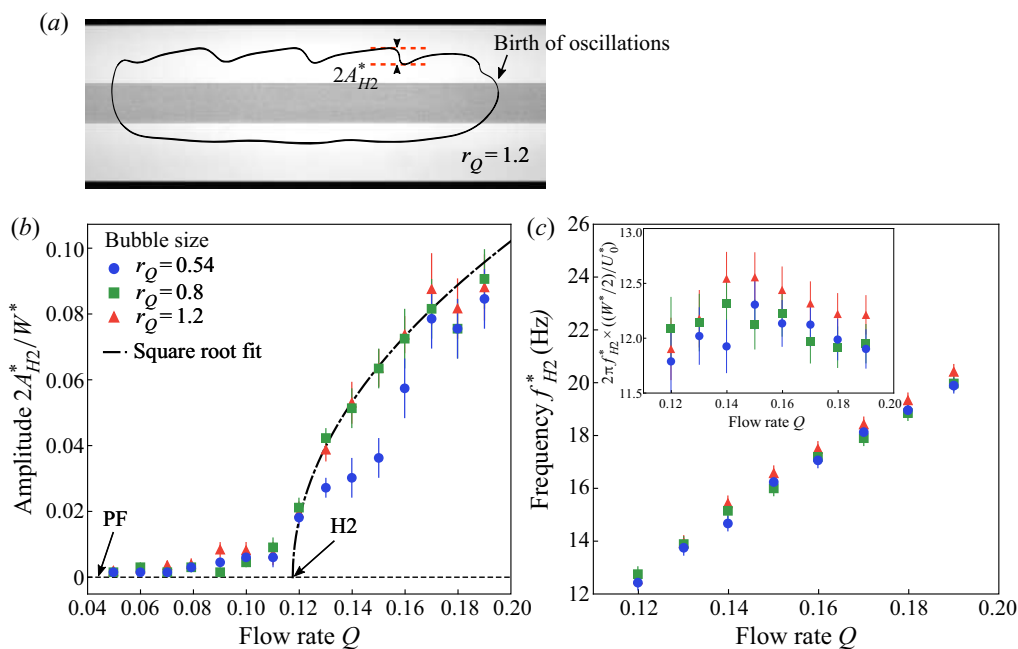 (a)
Birth of oscillations
2A*H2
rQ = 1.2
(b)
Amplitude 2A*H2/W*
0.10
0.08
0.06
0.04
0.02
0
Bubble size
rQ = 0.54
rQ = 0.8
rQ = 1.2
Square root fit
PF
H2
0.04 0.06 0.08 0.10 0.12 0.14 0.16 0.18 0.20
Flow rate Q
(c)
Frequency f*H2 (Hz)
26
24
22
20
18
16
14
12
2πf*H2 × ((W*/2)/U*0)
13.0
12.5
12.0
11.5
0.12 0.14 0.16 0.18 0.20
Flow rate Q
0.12 0.14 0.16 0.18 0.20
Flow rate Q